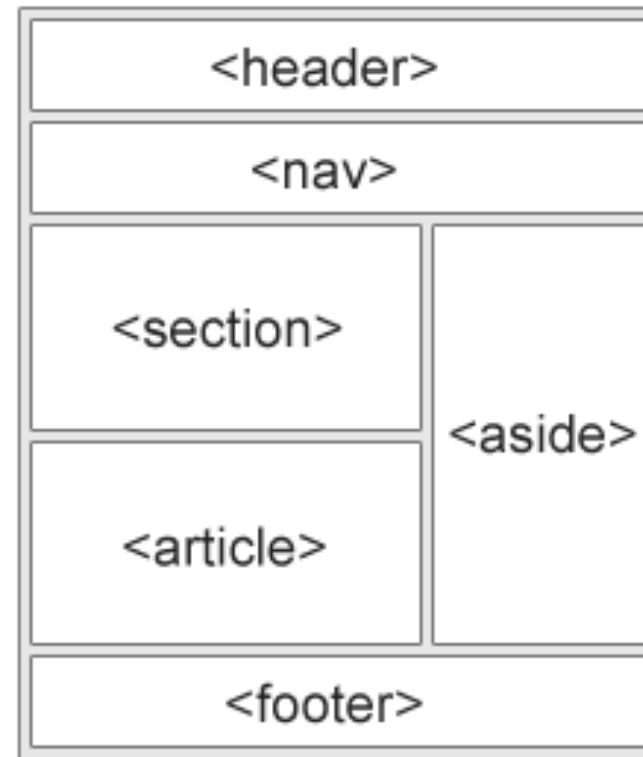 <header>
<nav>
<section>
<aside>
<article>
<footer>